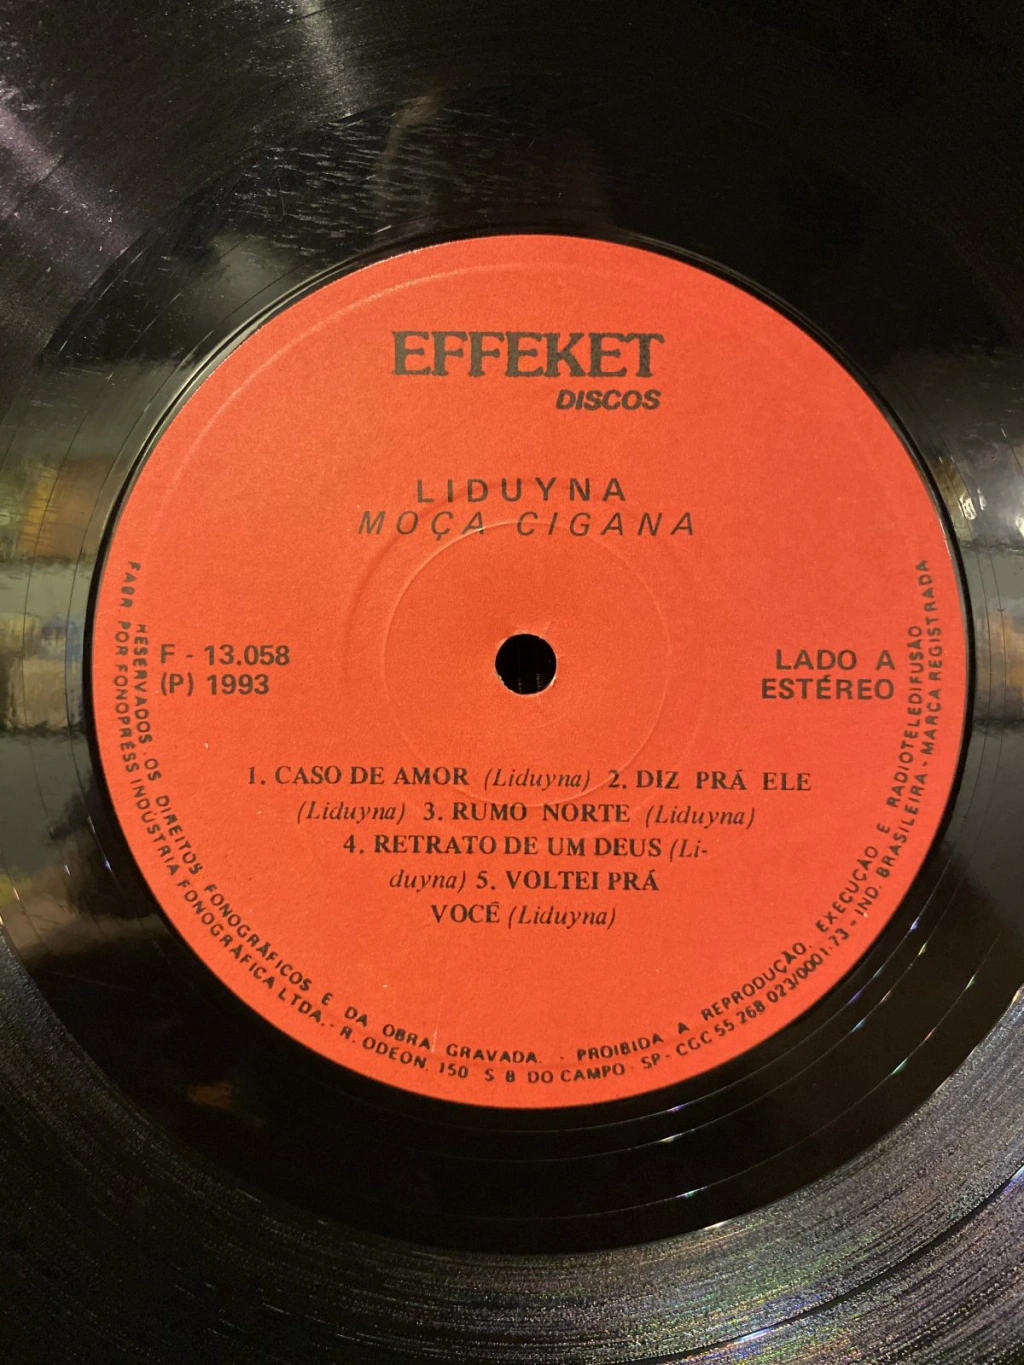 EFFEKET
DISCOS
LIDUYNA
MOÇA CIGANA
F - 13.058
(P) 1993
LADO A
ESTÉREO
1. CASO DE AMOR (Liduyna) 2. DIZ PRÁ ELE
(Liduyna) 3. RUMO NORTE (Liduyna)
4. RETRATO DE UM DEUS (Li-
duyna) 5. VOLTEI PRÁ
VOCÊ (Liduyna)
RESERVADOS OS DIREITOS FONOGRÁFICOS E DA OBRA GRAVADA. - PROIBIDA A REPRODUÇÃO, EXECUÇÃO E RADIOTELEDIFUSÃO
FABR. POR FONOPRESS INDÚSTRIA FONOGRÁFICA LTDA. - R. ODEON, 150 S B DO CAMPO - SP - CGC 55 268 023/0001-73 - IND. BRASILEIRA - MARCA REGISTRADA